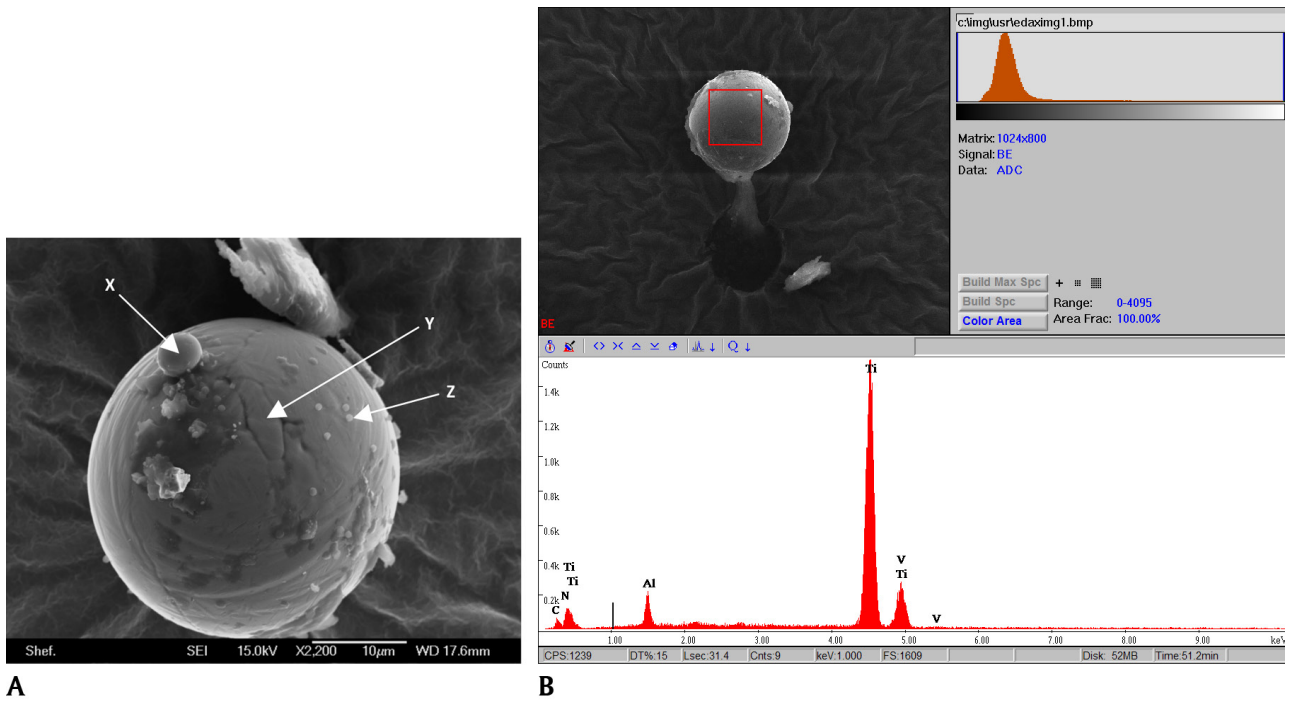 X
Y
Z
Shef. SEI 15.0kV X2,200 10µm WD 17.6mm
A
BE
c:\img\usr\edaximg1.bmp
Matrix: 1024x800
Signal: BE
Data: ADC
Build Max Spc
Build Spc Range: 0-4095
Color Area Area Frac: 100.00%
Counts
1.4k
1.2k
1.0k
0.8k
0.6k
0.4k
0.2k
Ti
V
Ti
Ti
Ti
Al
N
C
V
1.00 2.00 3.00 4.00 5.00 6.00 7.00 8.00 9.00 keV
CPS:1239 DT%:15 Lsec:31.4 Cnts:9 keV:1.000 FS:1609 Disk: 52MB Time:51.2min
B